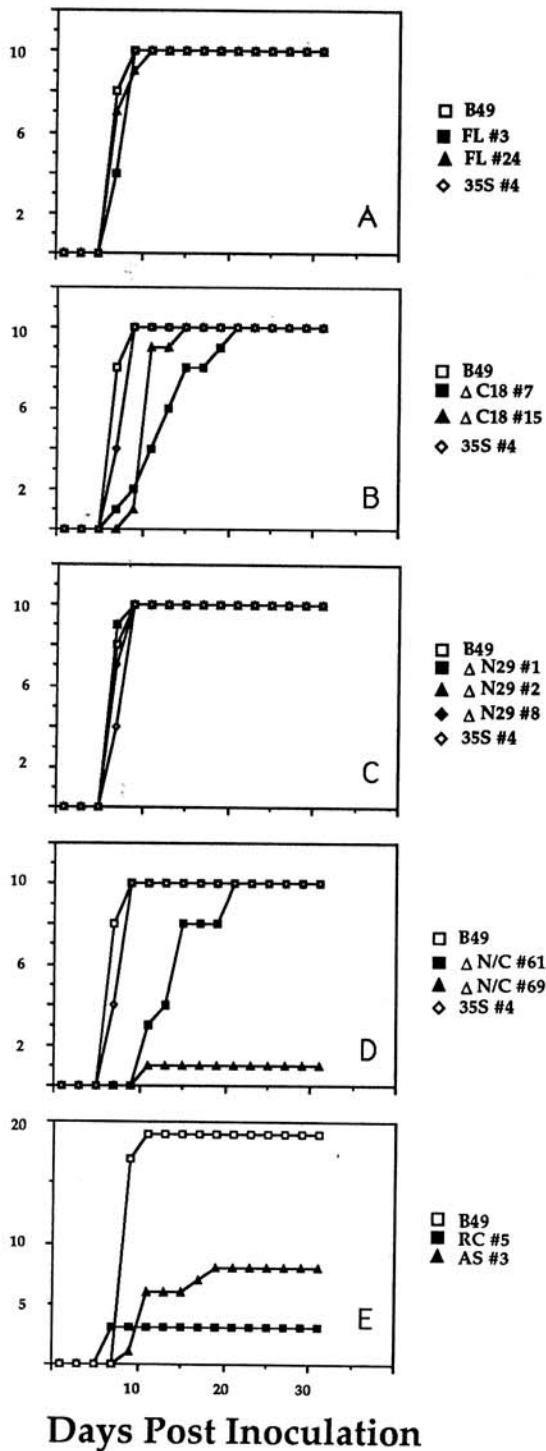 10
6
2
A
□ B49
■ FL #3
▲ FL #24
◇ 35S #4
10
6
2
B
□ B49
■ Δ C18 #7
▲ Δ C18 #15
◇ 35S #4
10
6
2
C
□ B49
■ Δ N29 #1
▲ Δ N29 #2
◆ Δ N29 #8
◇ 35S #4
10
6
2
D
□ B49
■ Δ N/C #61
▲ Δ N/C #69
◇ 35S #4
20
10
5
E
□ B49
■ RC #5
▲ AS #3
10 20 30
Days Post Inoculation